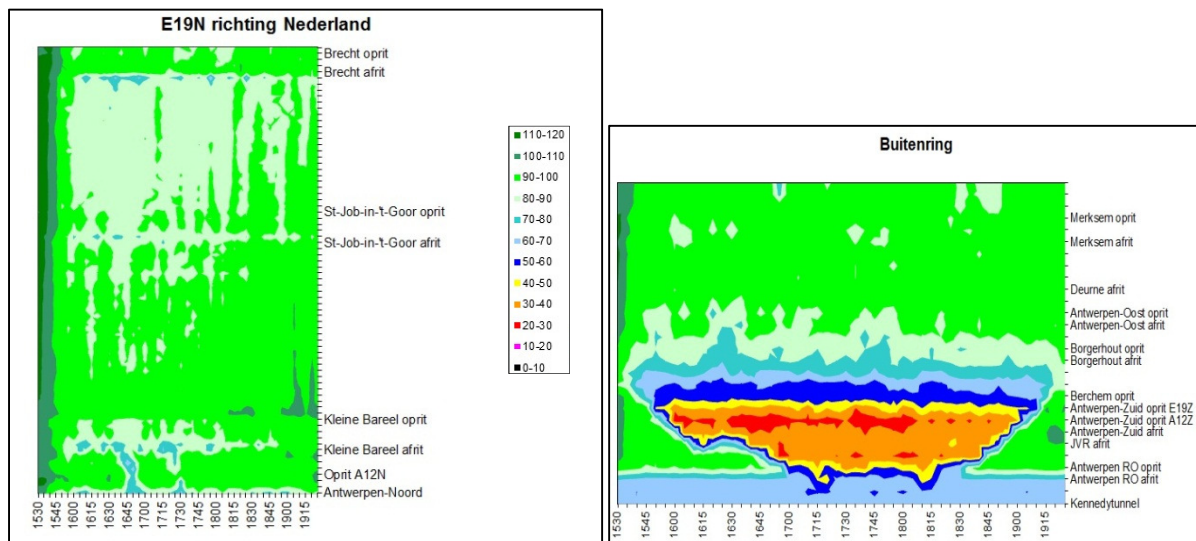 E19N richting Nederland
Brecht oprit
Brecht afrit
St-Job-in-'t-Goor oprit
St-Job-in-'t-Goor afrit
Kleine Bareel oprit
Kleine Bareel afrit
Oprit A12N
Antwerpen-Noord
1530
1545
1600
1615
1630
1645
1700
1715
1730
1745
1800
1815
1830
1845
1900
1915
110-120
100-110
90-100
80-90
70-80
60-70
50-60
40-50
30-40
20-30
10-20
0-10
Buitenring
Merksem oprit
Merksem afrit
Deurne afrit
Antwerpen-Oost oprit
Antwerpen-Oost afrit
Borgerhout oprit
Borgerhout afrit
Berchem oprit
Antwerpen-Zuid oprit E19Z
Antwerpen-Zuid oprit A12Z
Antwerpen-Zuid afrit
JVR afrit
Antwerpen RO oprit
Antwerpen RO afrit
Kennedytunnel
1530
1545
1600
1615
1630
1645
1700
1715
1730
1745
1800
1815
1830
1845
1900
1915